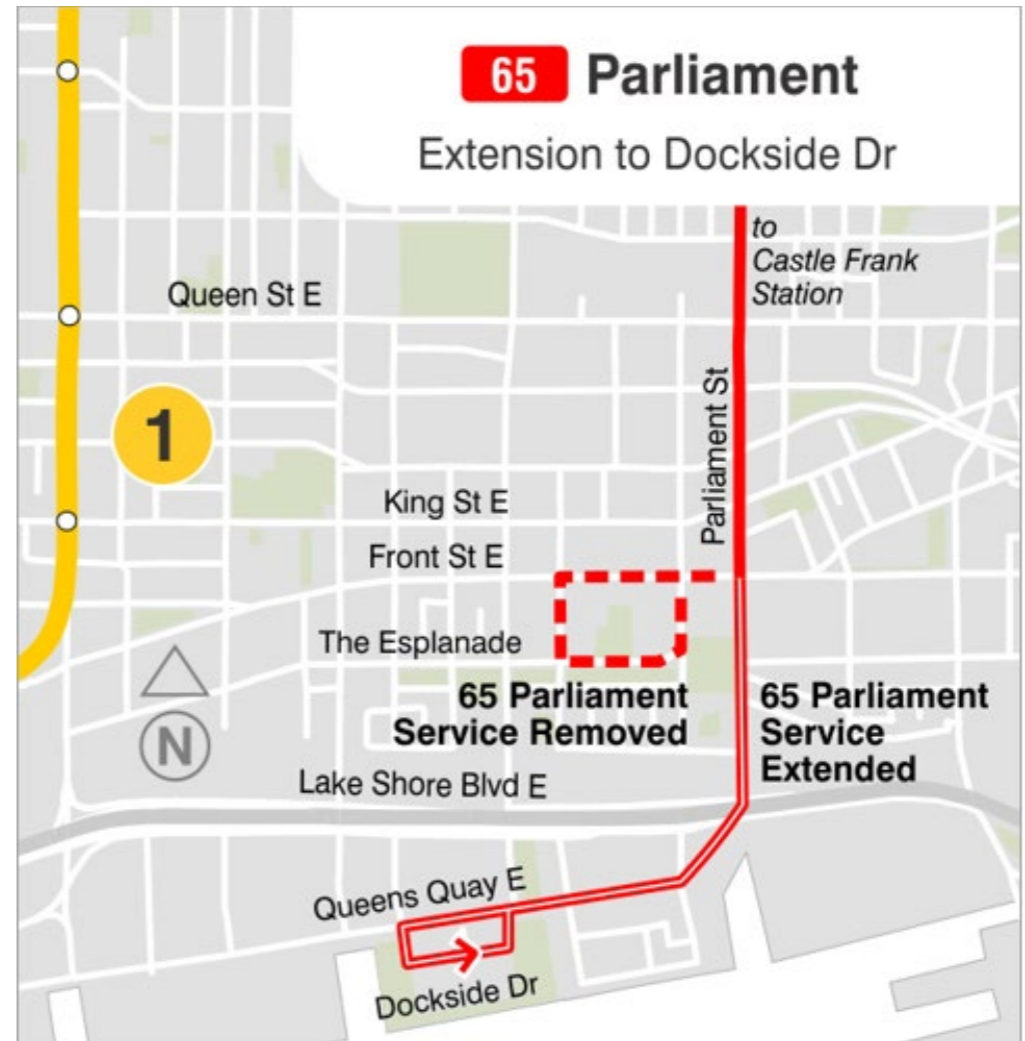 65 Parliament
Extension to Dockside Dr
to
Castle Frank
Station
Queen St E
Parliament St
1
King St E
Front St E
The Esplanade
65 Parliament
Service Removed
65 Parliament
Service
Extended
N
Lake Shore Blvd E
Queens Quay E
Dockside Dr